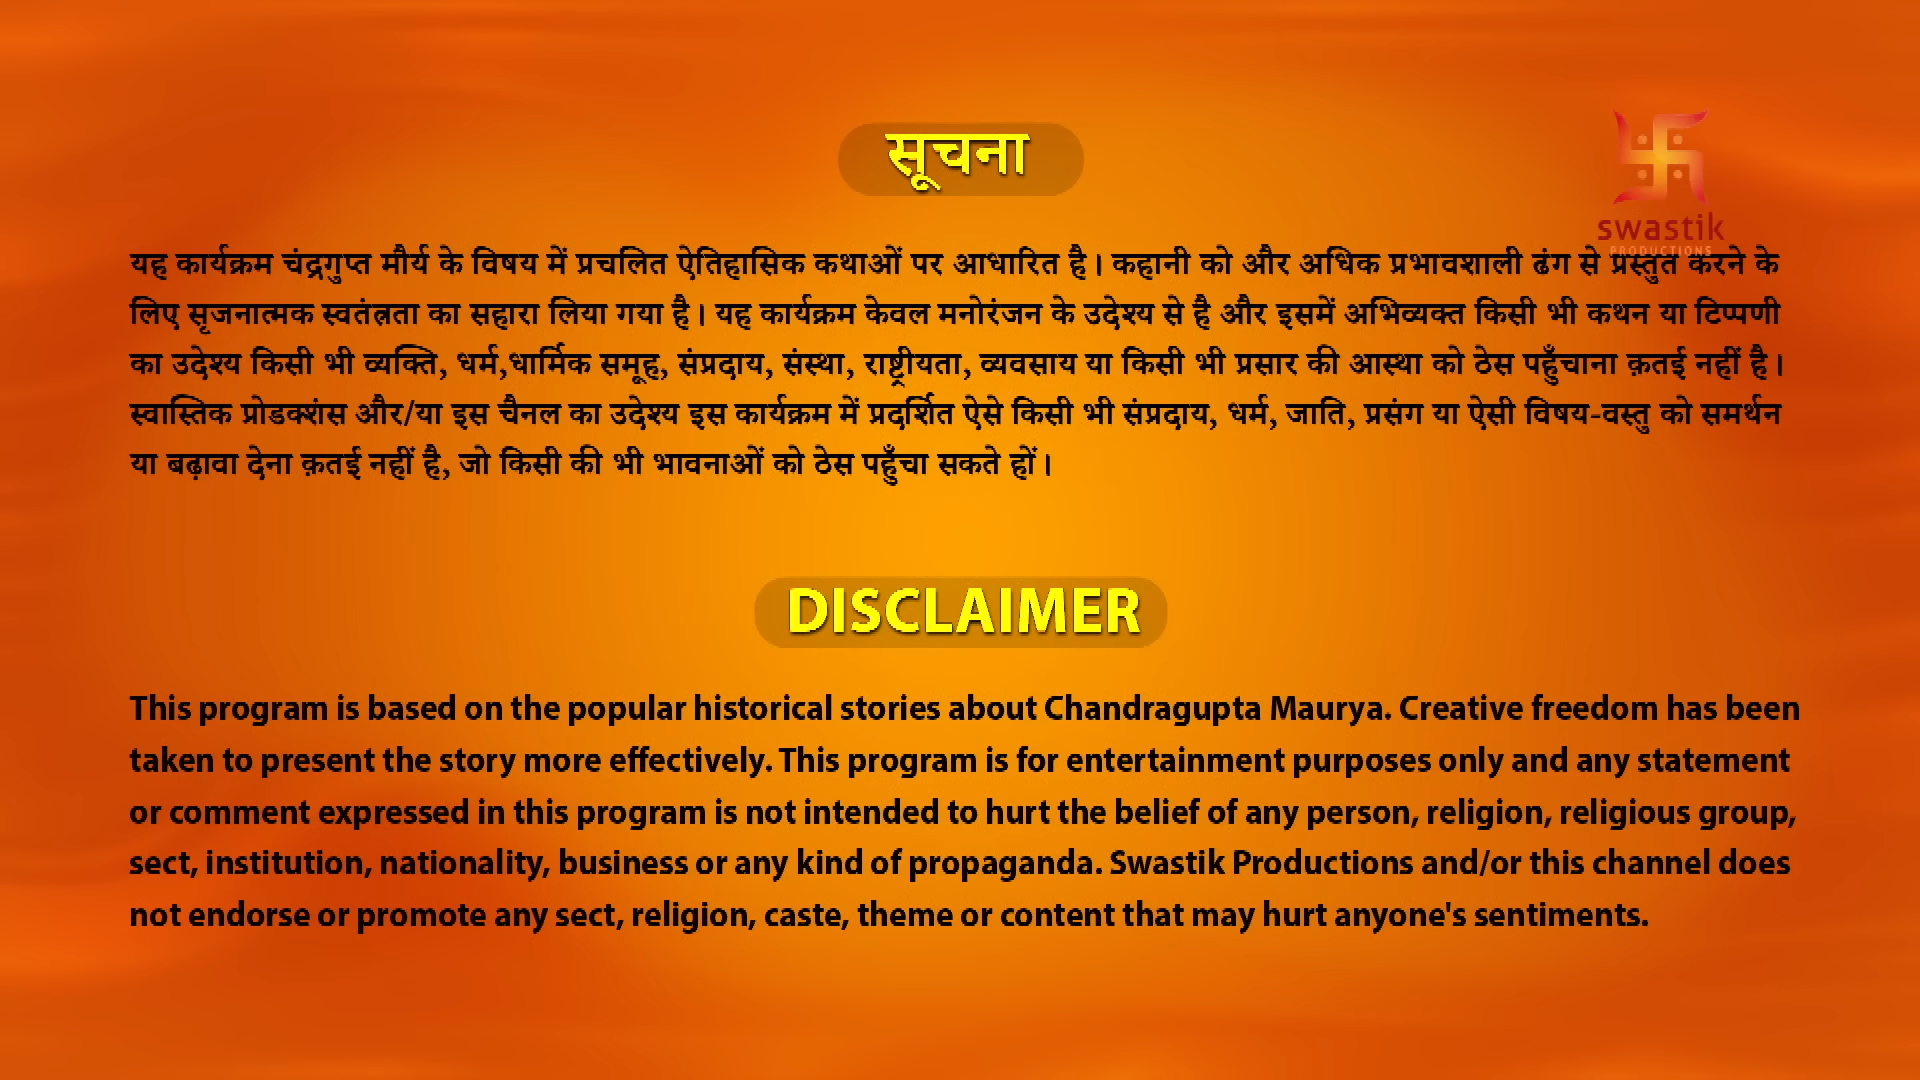 सूचना
swastik
PRODUCTIONS
यह कार्यक्रम चंद्रगुप्त मौर्य के विषय में प्रचलित ऐतिहासिक कथाओं पर आधारित है। कहानी को और अधिक प्रभावशाली ढंग से प्रस्तुत करने के
लिए सृजनात्मक स्वतंत्रता का सहारा लिया गया है। यह कार्यक्रम केवल मनोरंजन के उदेश्य से है और इसमें अभिव्यक्त किसी भी कथन या टिप्पणी
का उदेश्य किसी भी व्यक्ति, धर्म,धार्मिक समूह, संप्रदाय, संस्था, राष्ट्रीयता, व्यवसाय या किसी भी प्रसार की आस्था को ठेस पहुँचाना क़तई नहीं है।
स्वास्तिक प्रोडक्शंस और/या इस चैनल का उदेश्य इस कार्यक्रम में प्रदर्शित ऐसे किसी भी संप्रदाय, धर्म, जाति, प्रसंग या ऐसी विषय-वस्तु को समर्थन
या बढ़ावा देना क़तई नहीं है, जो किसी की भी भावनाओं को ठेस पहुँचा सकते हों।
DISCLAIMER
This program is based on the popular historical stories about Chandragupta Maurya. Creative freedom has been
taken to present the story more effectively. This program is for entertainment purposes only and any statement
or comment expressed in this program is not intended to hurt the belief of any person, religion, religious group,
sect, institution, nationality, business or any kind of propaganda. Swastik Productions and/or this channel does
not endorse or promote any sect, religion, caste, theme or content that may hurt anyone's sentiments.